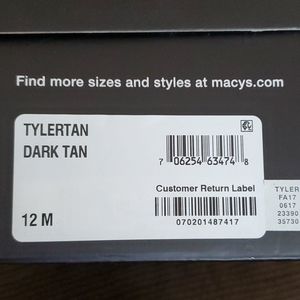 Find more sizes and styles at macys.com
TYLERTAN
DARK TAN
7 06254 63474 8
Customer Return Label
12 M
070201487417
TYLER
FA17
0617
23390
35730